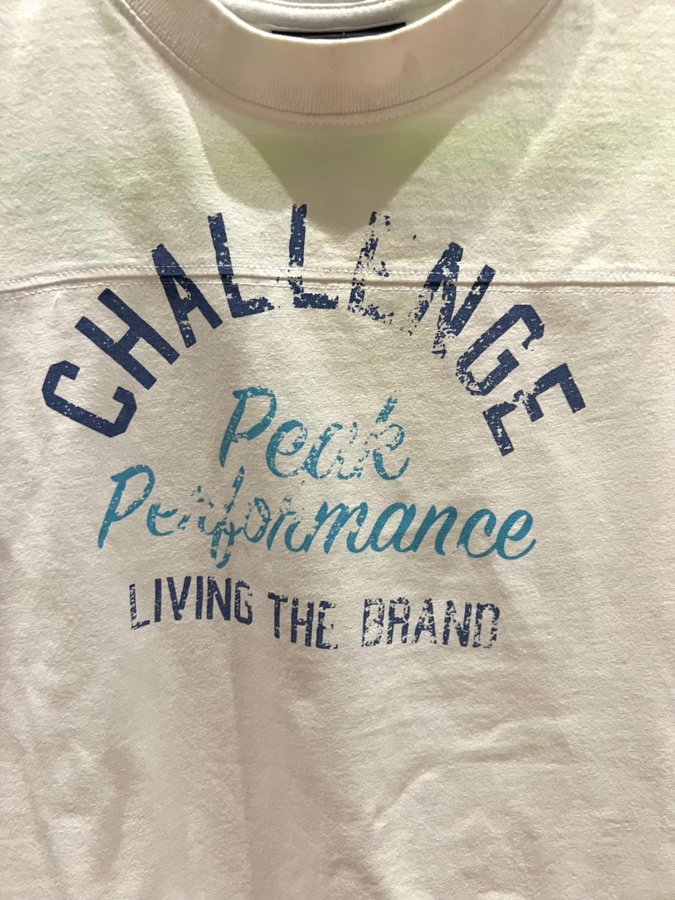 CHALLENGE
Peak
Performance
LIVING THE BRAND